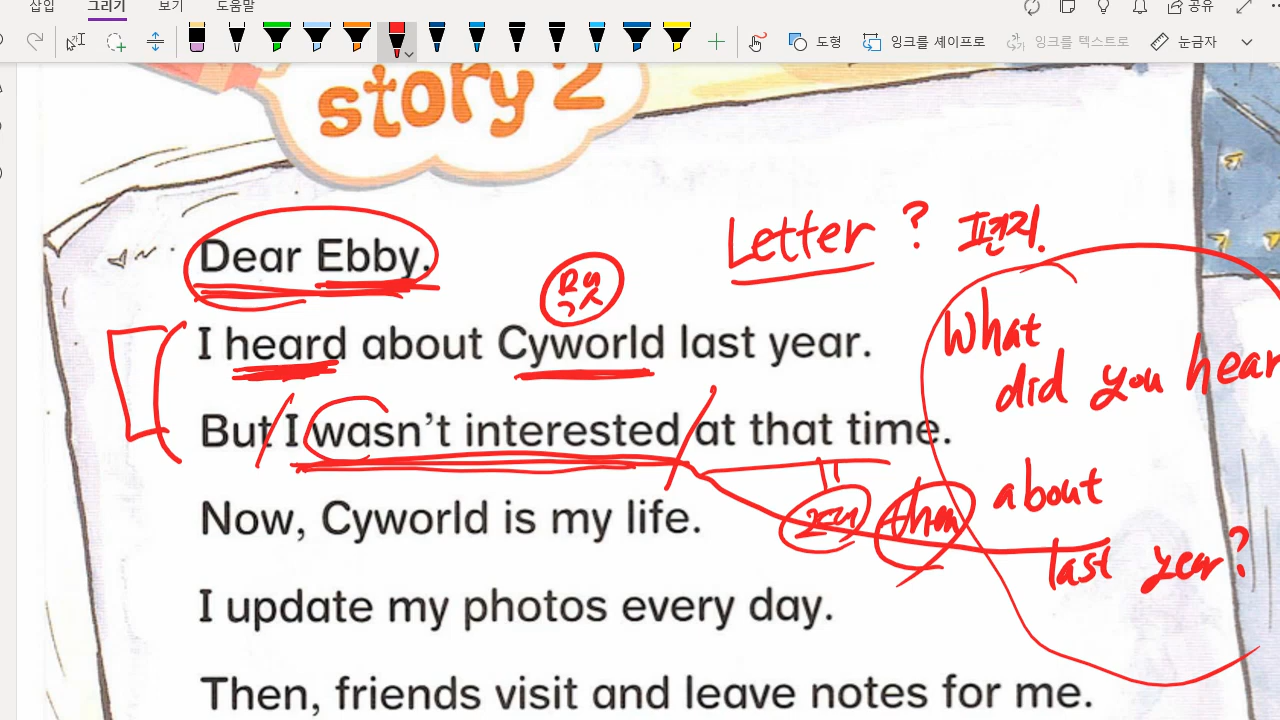 삽입 그리기 보기 도움말 공유
도형 잉크를 셰이프로 잉크를 텍스트로 눈금자
story 2
Letter ? 편지.
Dear Ebby.
I heard about Cyworld last year.
What
did you hear
But I wasn't interested at that time.
about
then
Now, Cyworld is my life.
last year?
I update my photos every day.
Then, friends visit and leave notes for me.